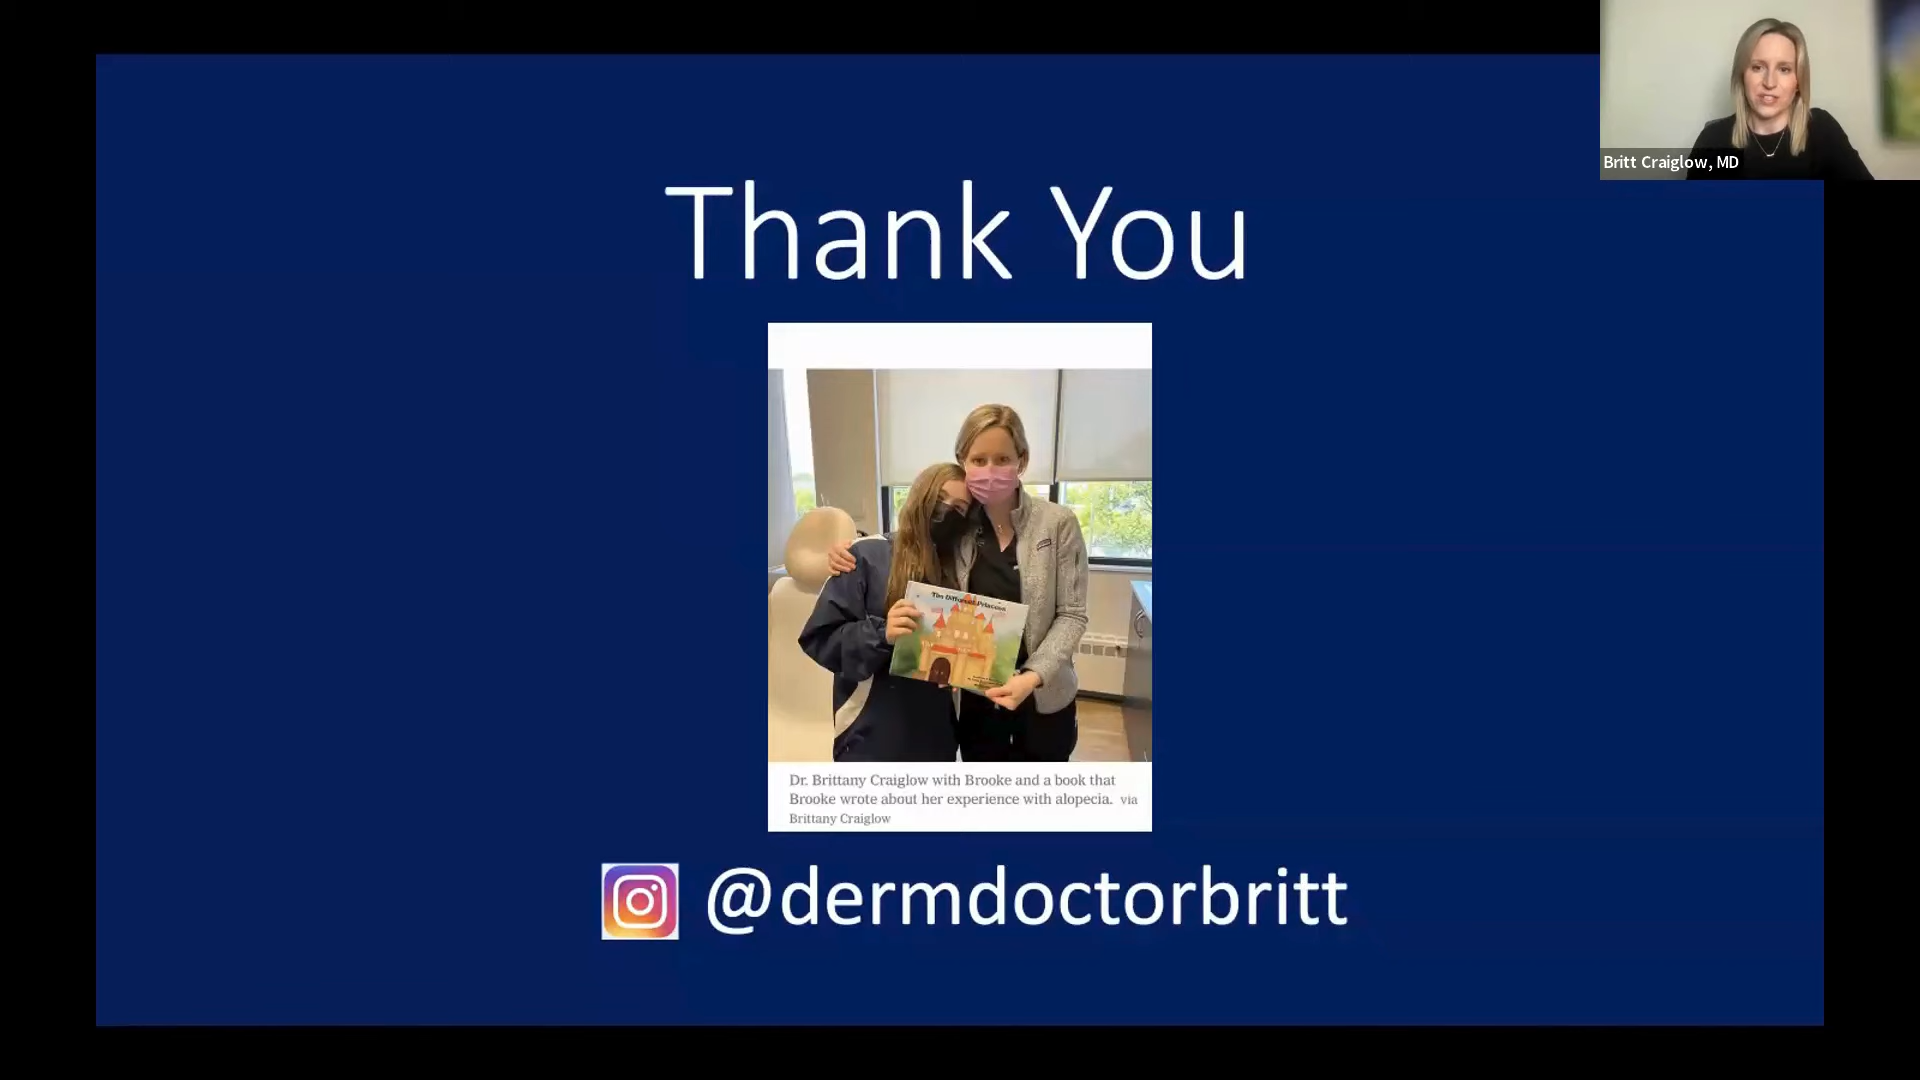 Britt Craiglow, MD
Thank You
The Different Princess
Dr. Brittany Craiglow with Brooke and a book that
Brooke wrote about her experience with alopecia. via
Brittany Craiglow
@dermdoctorbritt